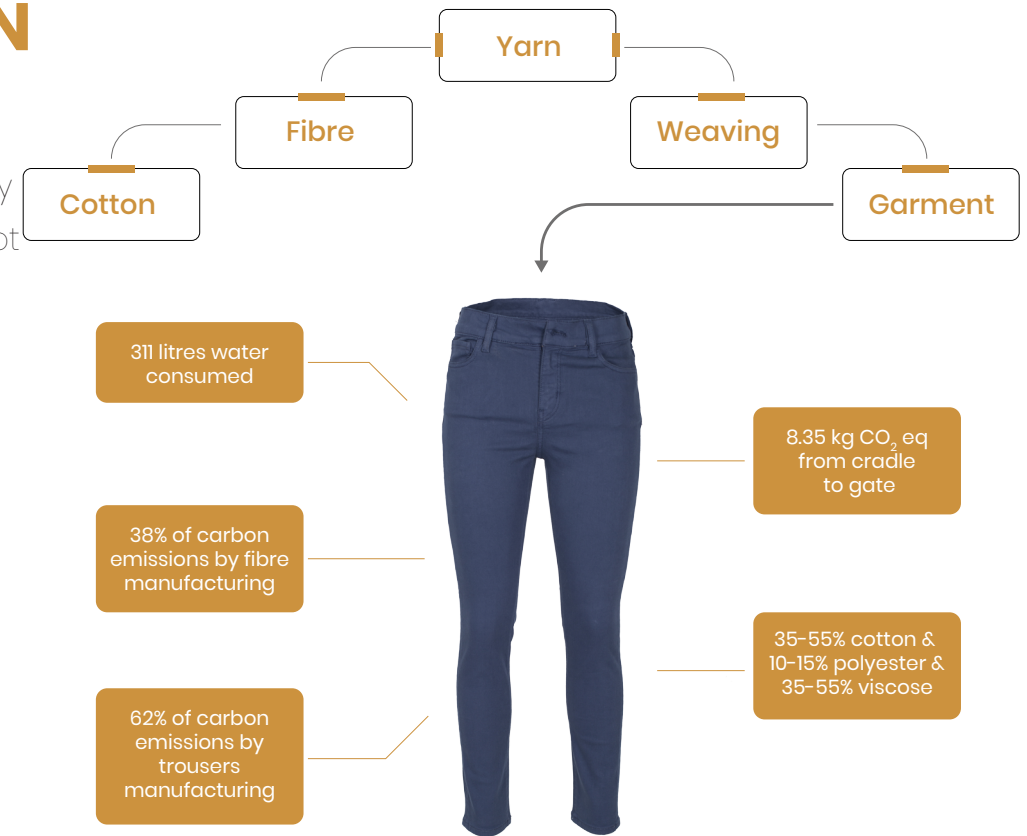 N
Yarn
Fibre
Weaving
Cotton
Garment
y
ot
311 litres water
consumed
8.35 kg CO₂ eq
from cradle
to gate
38% of carbon
emissions by fibre
manufacturing
35-55% cotton &
10-15% polyester &
35-55% viscose
62% of carbon
emissions by
trousers
manufacturing